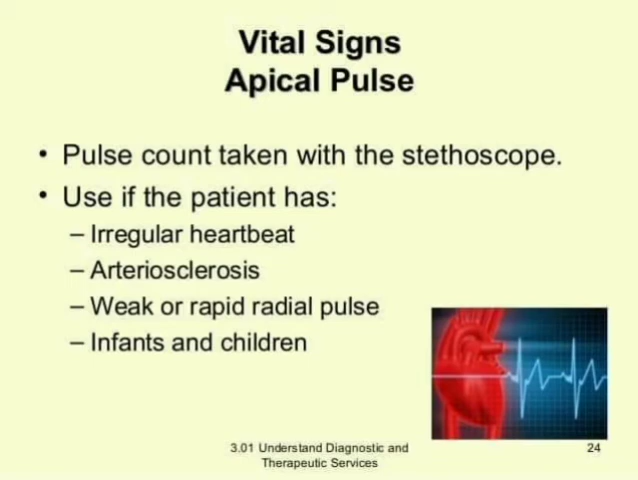 Vital Signs
Apical Pulse
• Pulse count taken with the stethoscope.
• Use if the patient has:
– Irregular heartbeat
– Arteriosclerosis
– Weak or rapid radial pulse
– Infants and children
3.01 Understand Diagnostic and
Therapeutic Services
24